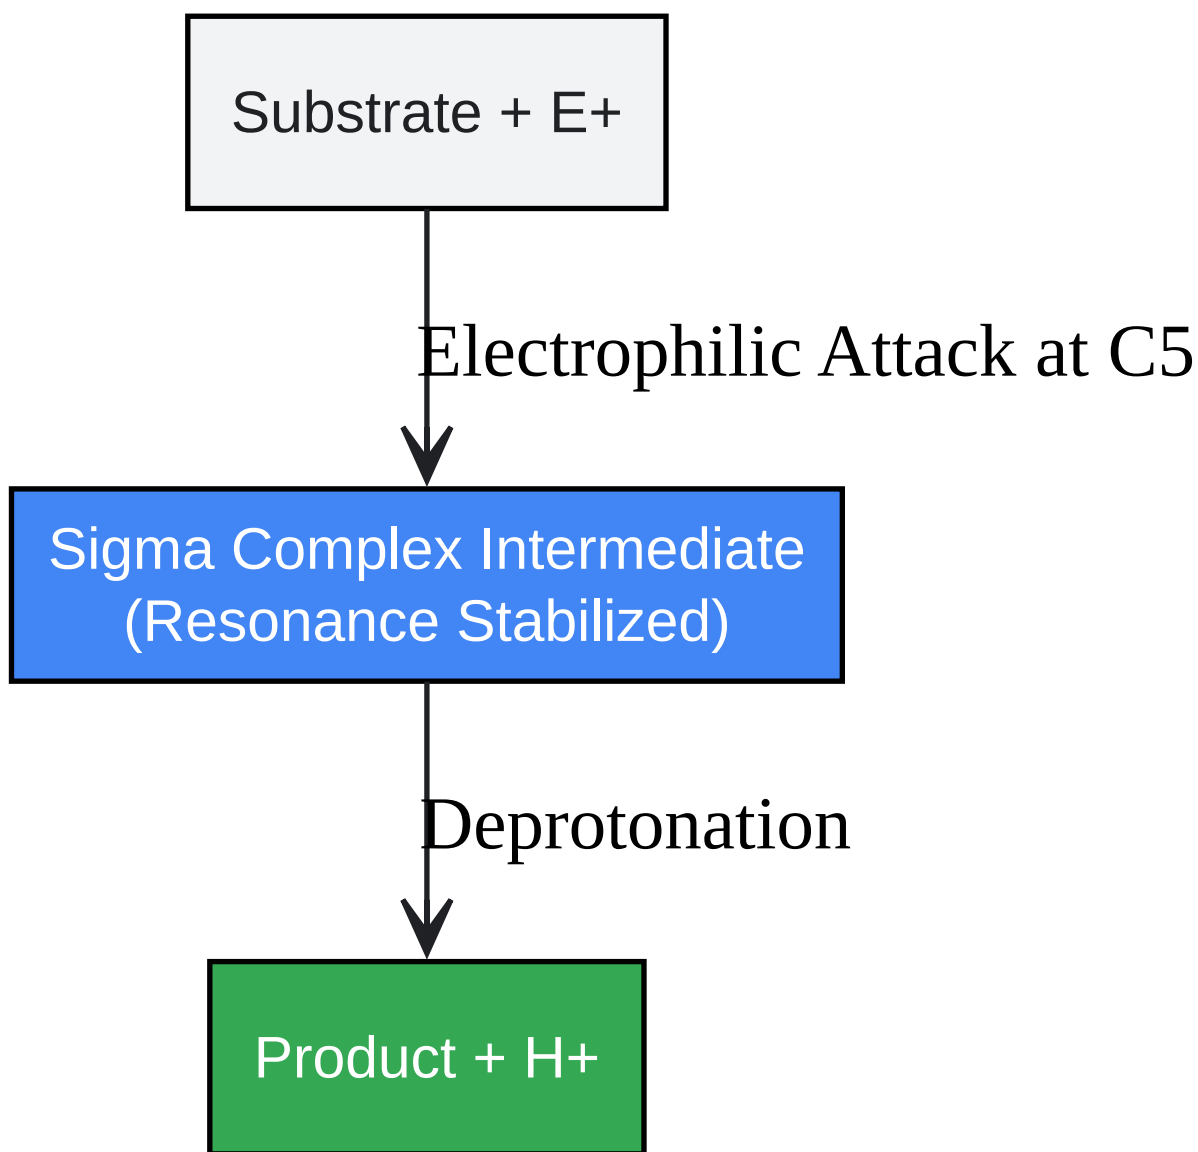 Substrate + E+
Electrophilic Attack at C5
Sigma Complex Intermediate
(Resonance Stabilized)
Deprotonation
Product + H+